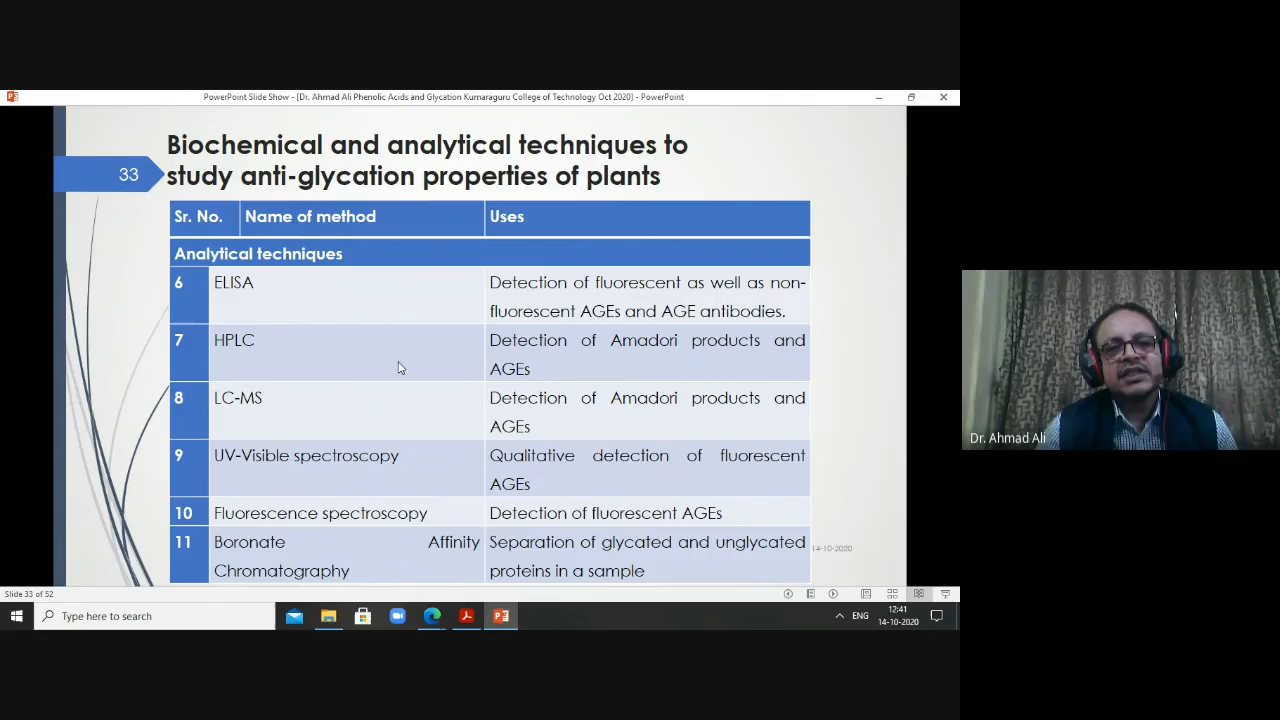 PowerPoint Slide Show - [Dr. Ahmad Ali Phenolic Acids and Glycation Kumaraguru College of Technology Oct 2020] - PowerPoint
33
Biochemical and analytical techniques to
study anti-glycation properties of plants
Sr. No. Name of method Uses
Analytical techniques
6 ELISA Detection of fluorescent as well as non-
fluorescent AGEs and AGE antibodies.
7 HPLC Detection of Amadori products and
AGEs
8 LC-MS Detection of Amadori products and
AGEs
9 UV-Visible spectroscopy Qualitative detection of fluorescent
AGEs
10 Fluorescence spectroscopy Detection of fluorescent AGEs
11 Boronate Affinity Separation of glycated and unglycated
Chromatography proteins in a sample
14-10-2020
Dr. Ahmad Ali
Slide 33 of 52
Type here to search
ENG
12:41
14-10-2020